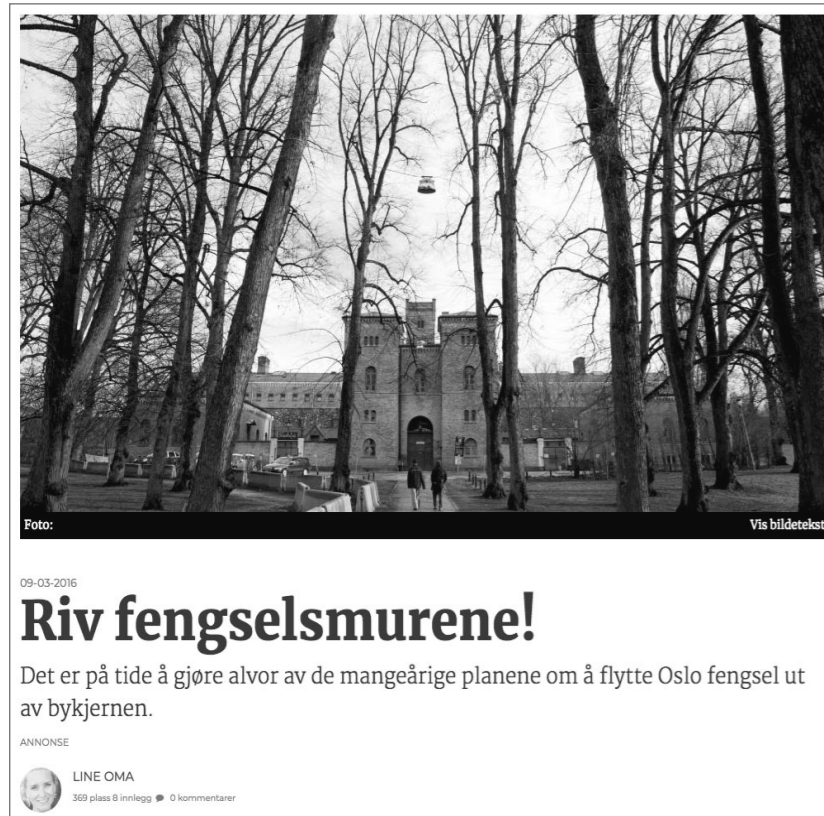 Foto:
Vis bildetekst
09-03-2016
Riv fengselsmurene!
Det er på tide å gjøre alvor av de mangeårige planene om å flytte Oslo fengsel ut
av bykjernen.
ANNONSE
LINE OMA
369 plass 8 innlegg 0 kommentarer